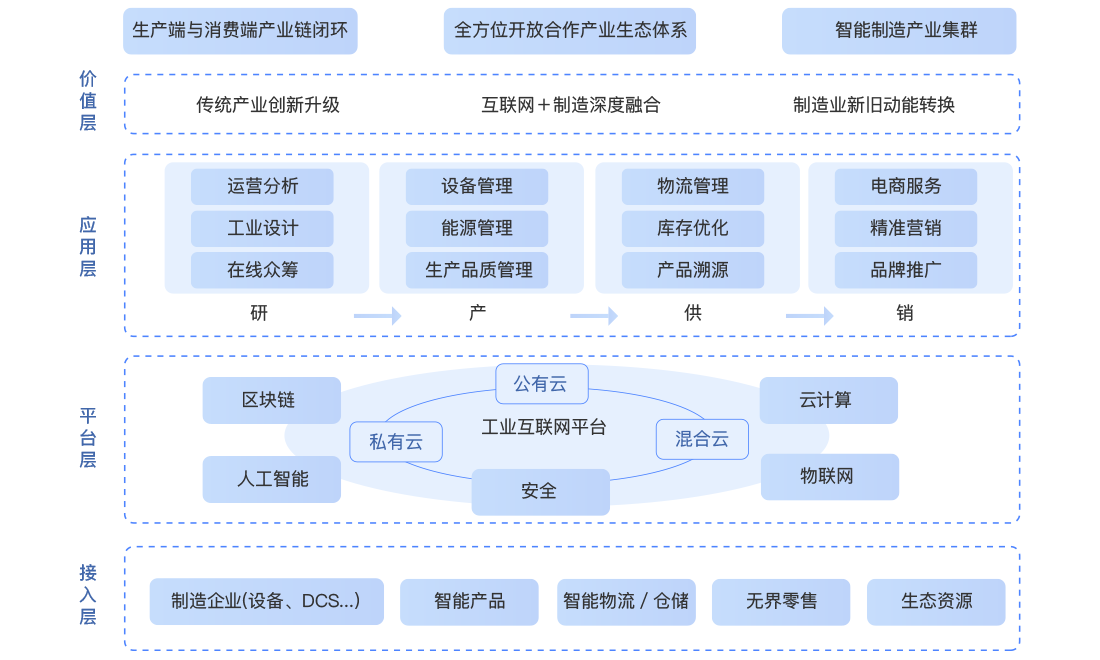 生产端与消费端产业链闭环
全方位开放合作产业生态体系
智能制造产业集群
价值层
传统产业创新升级
互联网＋制造深度融合
制造业新旧动能转换
应用层
运营分析
设备管理
物流管理
电商服务
工业设计
能源管理
库存优化
精准营销
在线众筹
生产品质管理
产品溯源
品牌推广
研
产
供
销
平台层
公有云
区块链
云计算
工业互联网平台
私有云
混合云
人工智能
物联网
安全
接入层
制造企业(设备、DCS...)
智能产品
智能物流 / 仓储
无界零售
生态资源